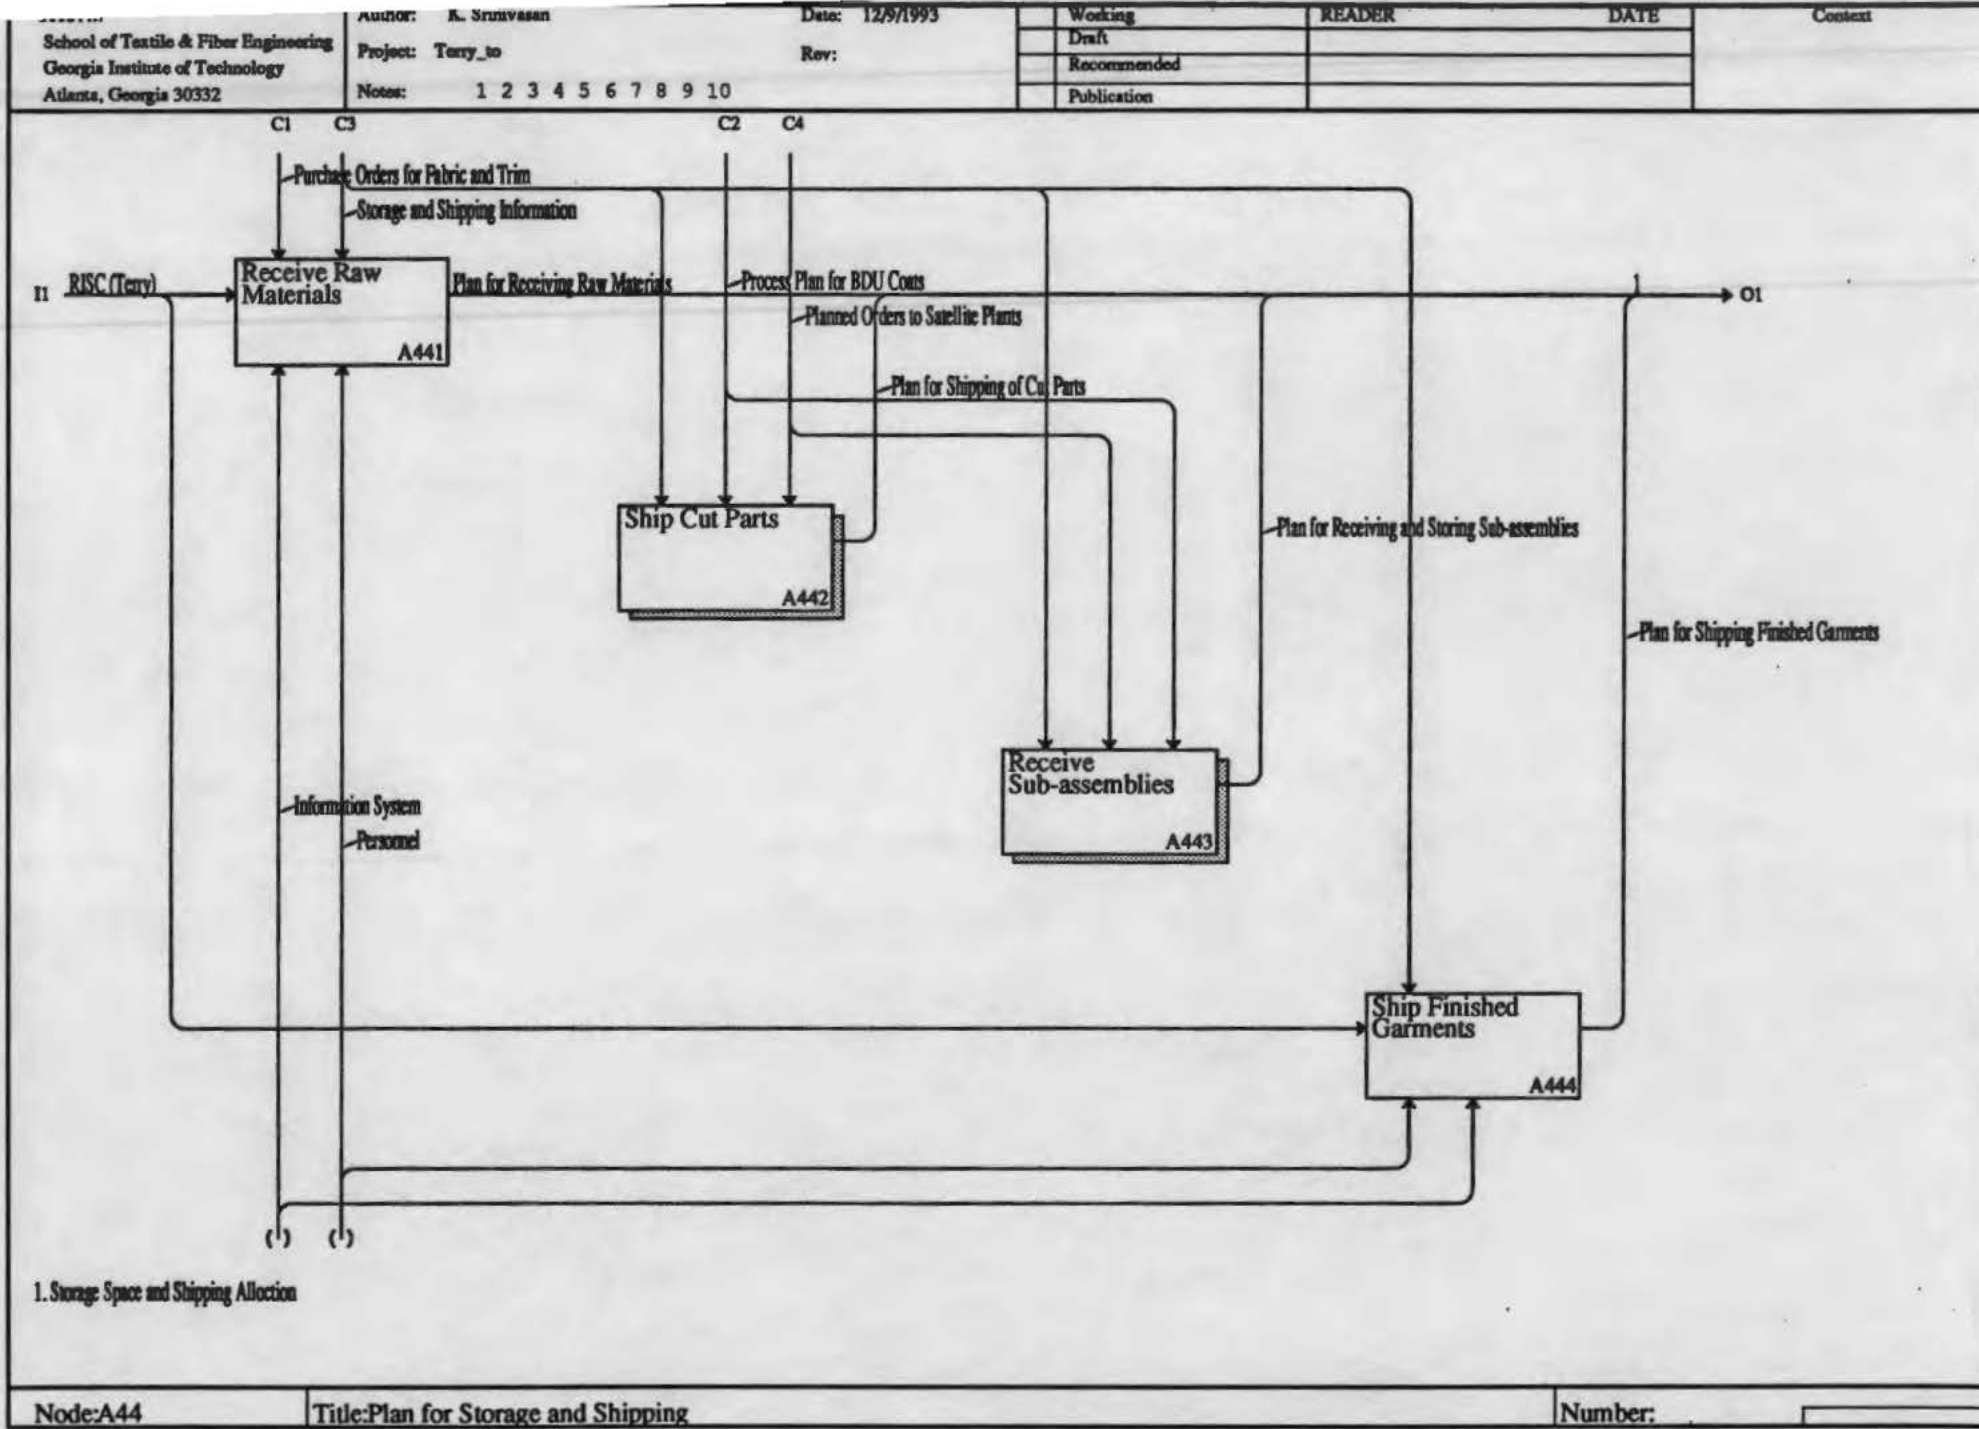 School of Textile & Fiber Engineering
Georgia Institute of Technology
Atlanta, Georgia 30332
Author: K. Srinivasan
Date: 12/9/1993
Project: Terry_to
Rev:
Notes: 1 2 3 4 5 6 7 8 9 10
Working
Draft
Recommended
Publication
READER DATE
Context
C1 C3 C2 C4
Purchase Orders for Fabric and Trim
Storage and Shipping Information
I1 RISC (Terry)
Receive Raw
Materials
A441
Plan for Receiving Raw Materials
Process Plan for BDU Coats
1
O1
Planned Orders to Satellite Plants
Plan for Shipping of Cut Parts
Ship Cut Parts
A442
Plan for Receiving and Storing Sub-assemblies
Plan for Shipping Finished Garments
Receive
Sub-assemblies
A443
Information System
Personnel
Ship Finished
Garments
A444
( ) ( )
1. Storage Space and Shipping Alloction
Node:A44
Title:Plan for Storage and Shipping
Number: